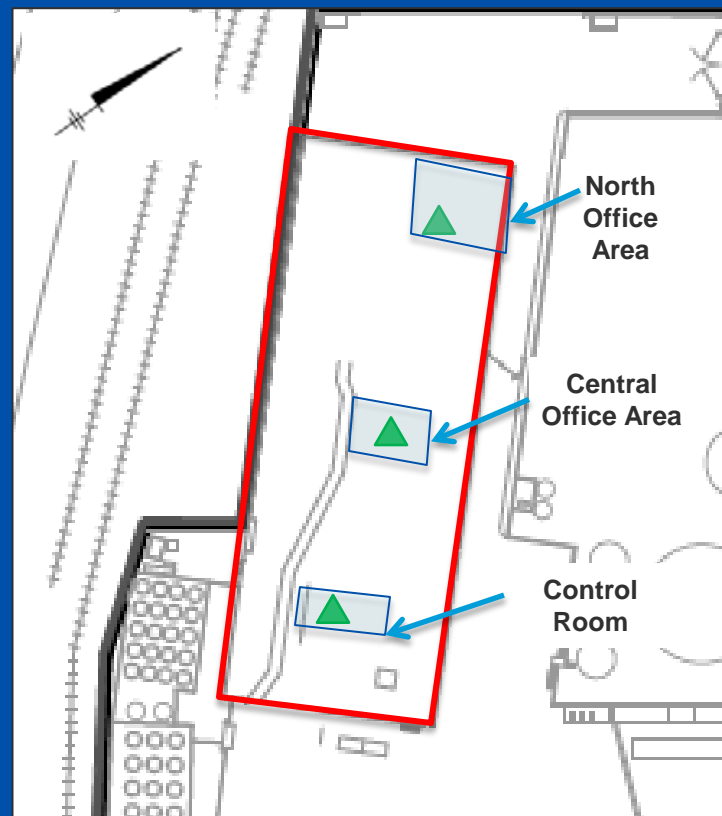 North
Office
Area
Central
Office Area
Control
Room